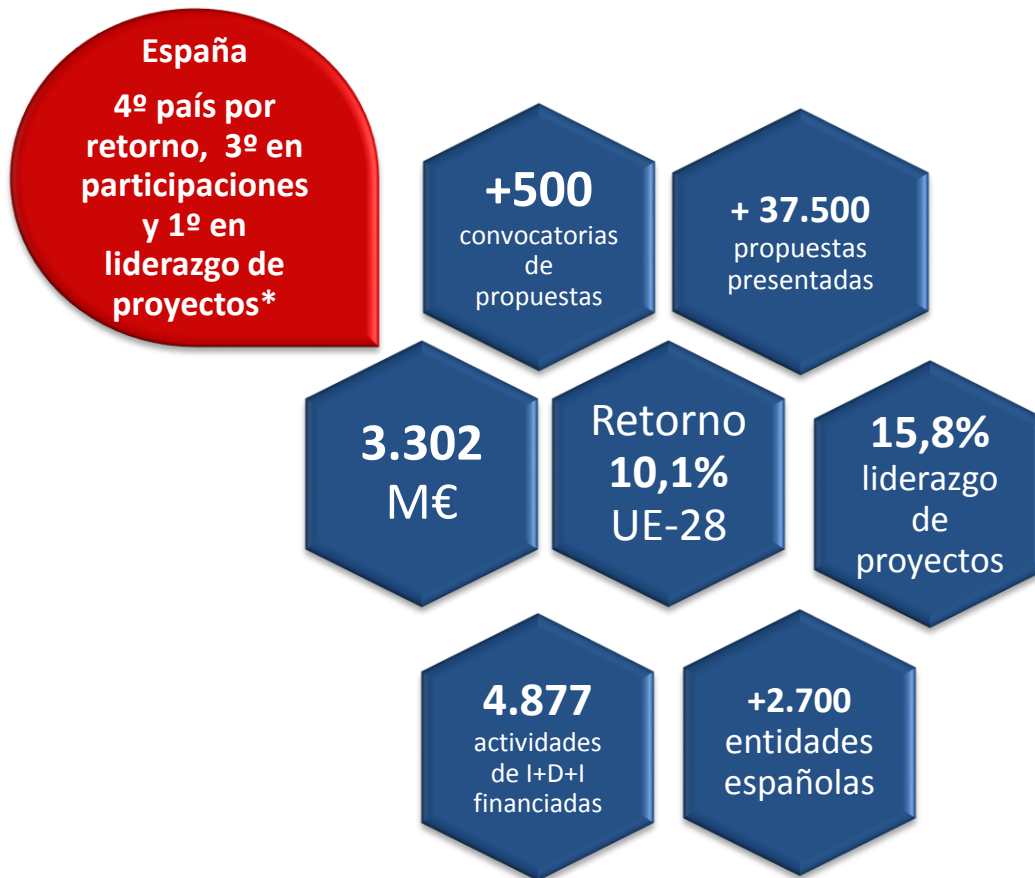 España
4º país por
retorno, 3º en
participaciones
y 1º en
liderazgo de
proyectos*
+500
convocatorias
de
propuestas
+ 37.500
propuestas
presentadas
3.302
M€
Retorno
10,1%
UE-28
15,8%
liderazgo
de
proyectos
4.877
actividades
de I+D+I
financiadas
+2.700
entidades
españolas